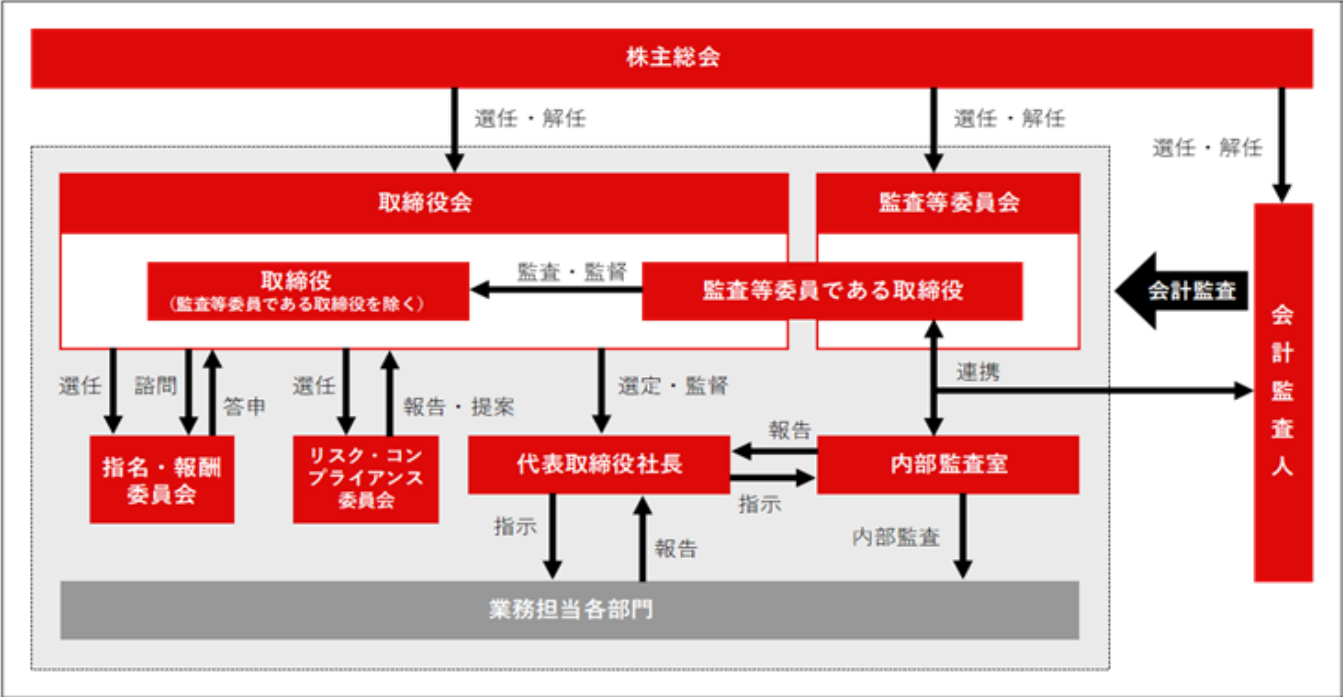 株主総会
選任・解任
選任・解任
選任・解任
取締役会
監査等委員会
取締役
（監査等委員である取締役を除く）
監査・監督
監査等委員である取締役
会計監査
会計監査人
選任
諮問
答申
選任
報告・提案
選定・監督
連携
指名・報酬
委員会
リスク・コン
プライアンス
委員会
代表取締役社長
報告
指示
内部監査室
指示
報告
内部監査
業務担当各部門